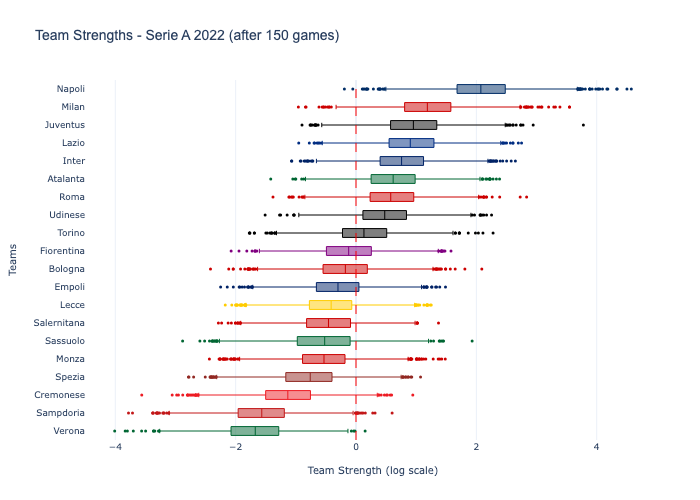 Team Strengths - Serie A 2022 (after 150 games)
Teams
Napoli
Milan
Juventus
Lazio
Inter
Atalanta
Roma
Udinese
Torino
Fiorentina
Bologna
Empoli
Lecce
Salernitana
Sassuolo
Monza
Spezia
Cremonese
Sampdoria
Verona
−4 −2 0 2 4
Team Strength (log scale)